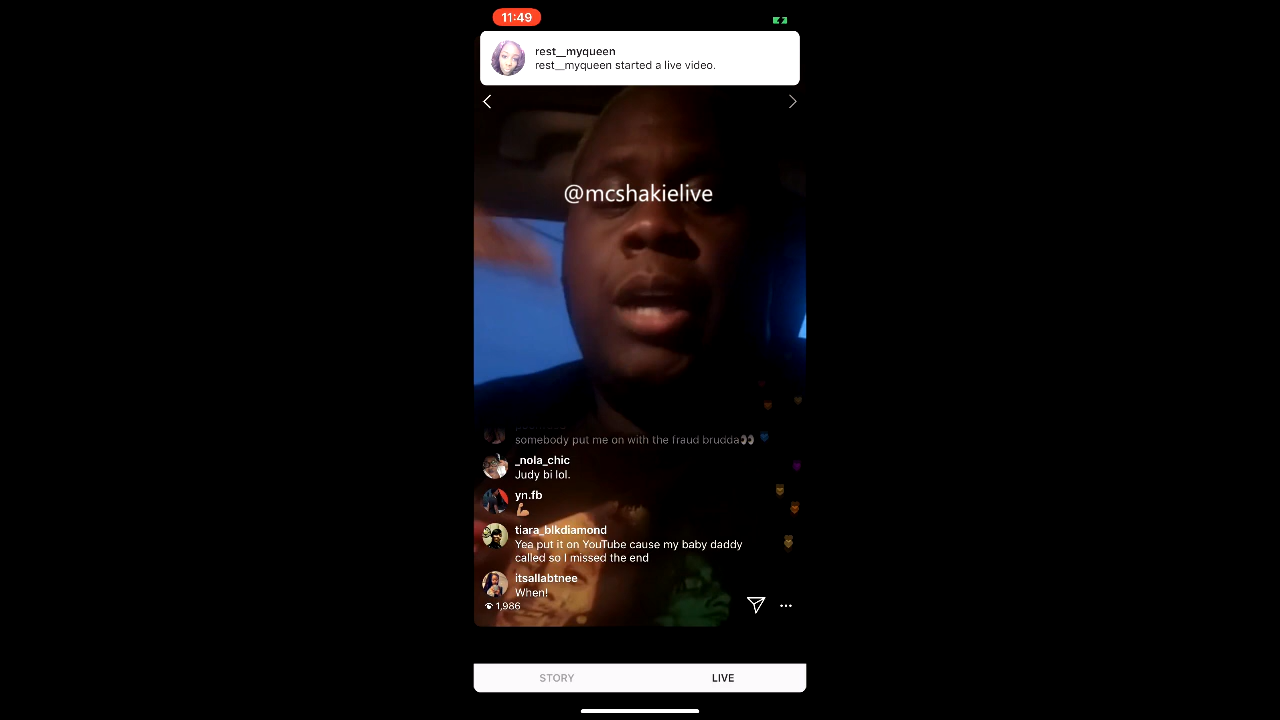 11:49
rest__myqueen
rest__myqueen started a live video.
@mcshakielive
somebody put me on with the fraud brudda👀
_nola_chic
Judy bi lol.
yn.fb
💪🏼
tiara_blkdiamond
Yea put it on YouTube cause my baby daddy
called so I missed the end
itsallabtnee
When!
1,986
STORY
LIVE